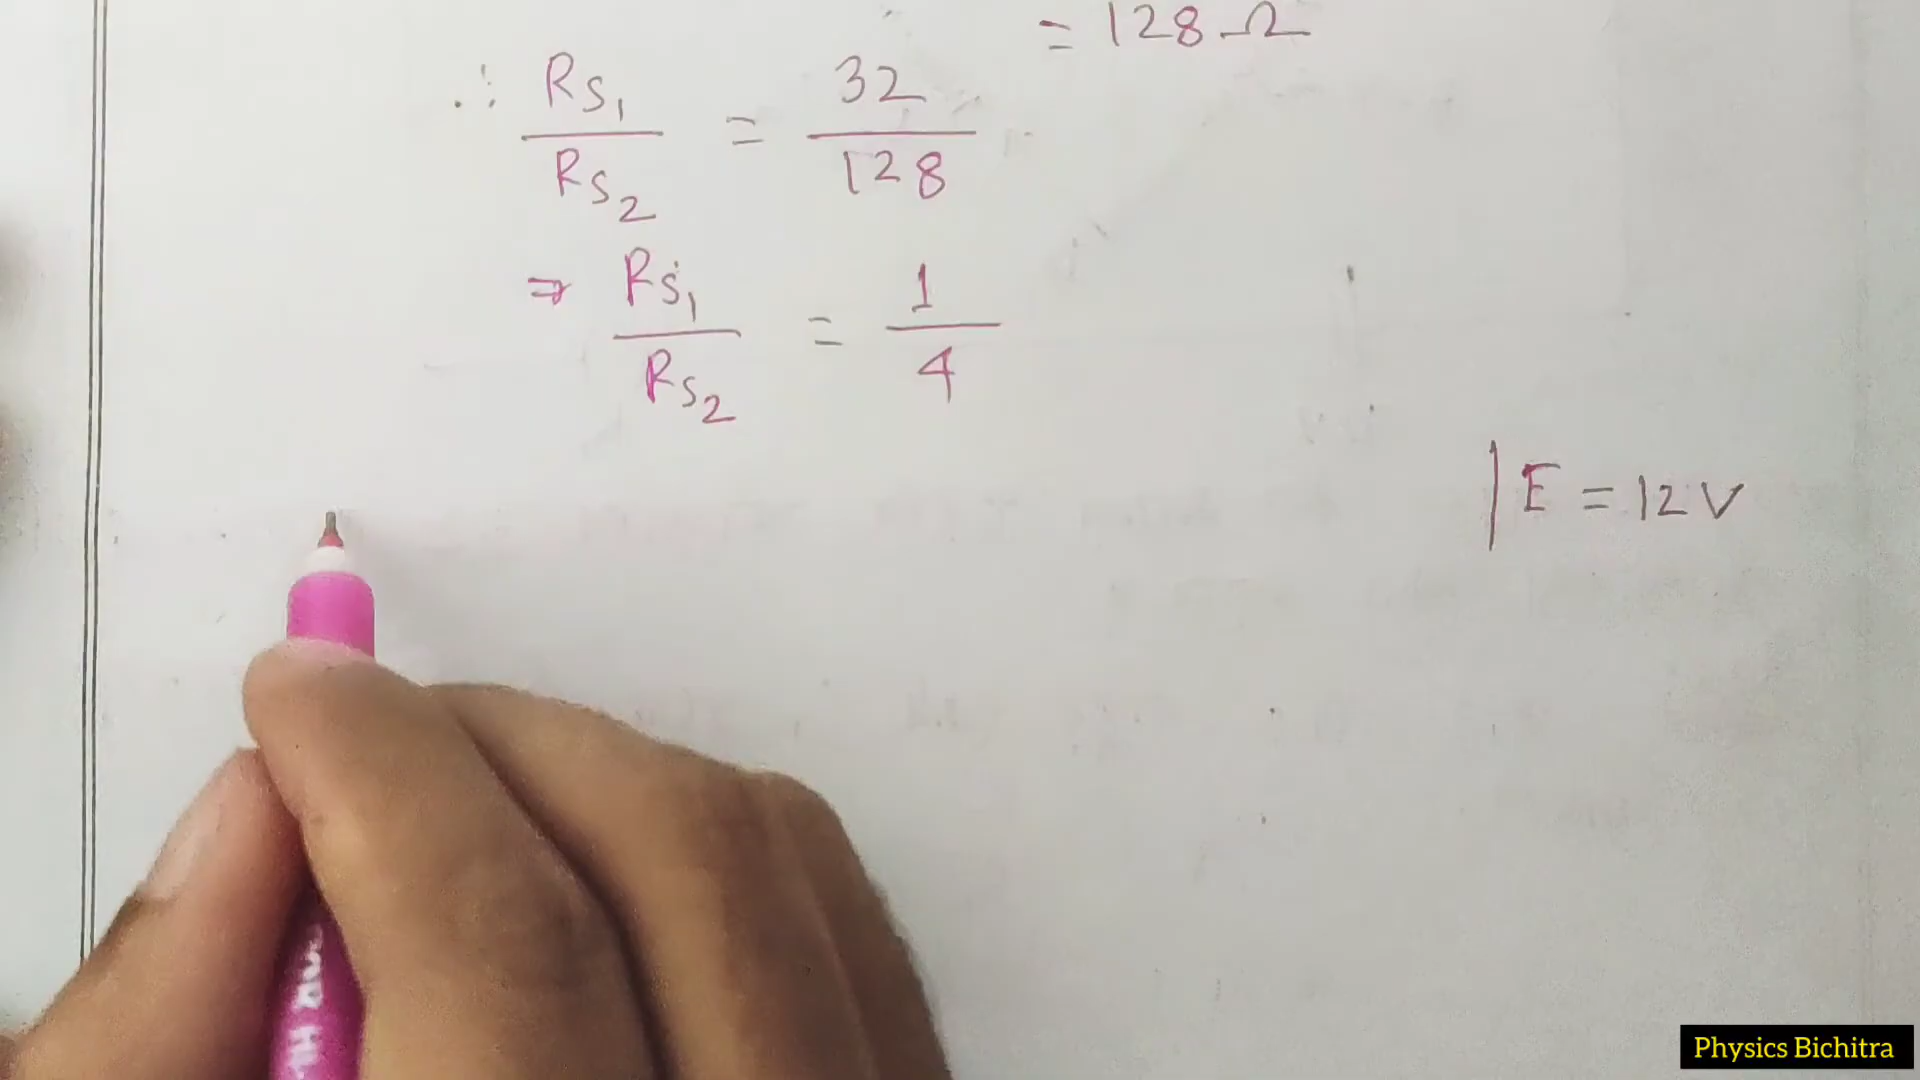 = 128 Ω
∴ Rs₁ / Rs₂ = 32 / 128
⇒ Rs₁ / Rs₂ = 1 / 4
| E = 12 V
Physics Bichitra